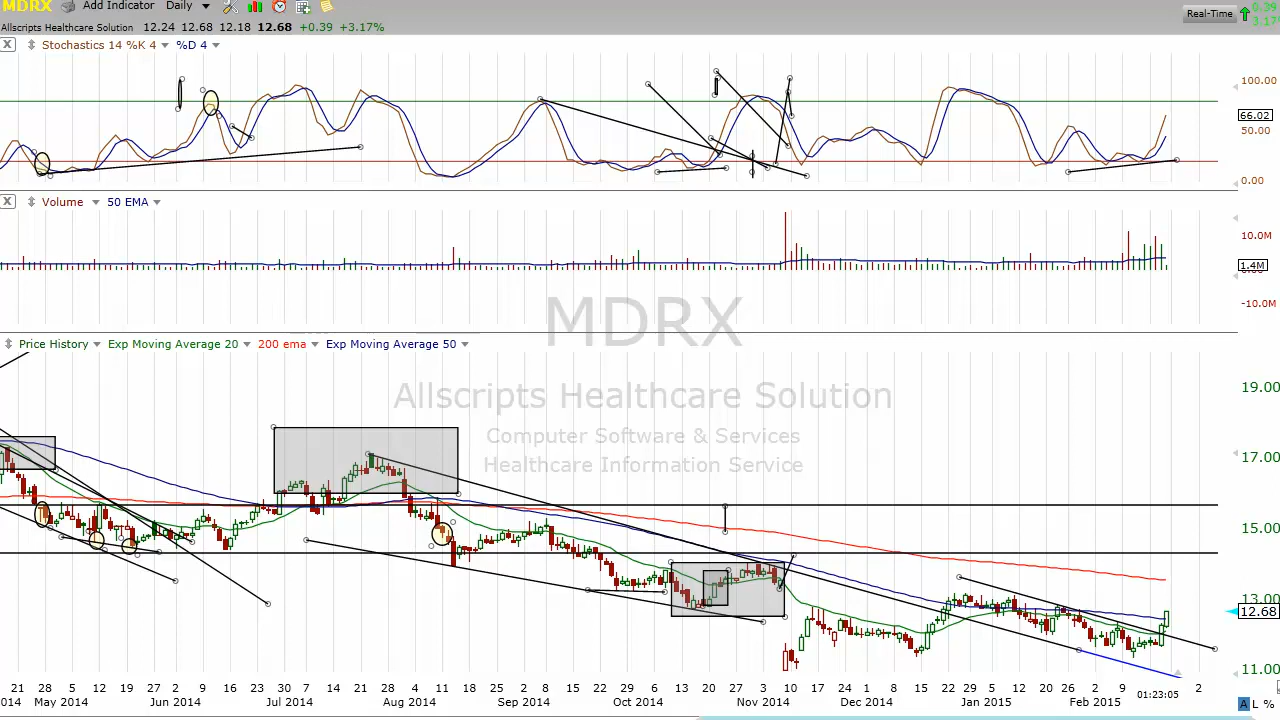 MDRX Add Indicator Daily
Real-Time 0.39
3.17%
Allscripts Healthcare Solution 12.24 12.68 12.18 12.68 +0.39 +3.17%
X Stochastics 14 %K 4 %D 4
100.00
66.02
50.00
0.00
X Volume 50 EMA
10.0M
1.4M
-10.0M
MDRX
Price History Exp Moving Average 20 200 ema Exp Moving Average 50
Allscripts Healthcare Solution
Computer Software & Services
Healthcare Information Service
19.00
17.00
15.00
13.00
12.68
11.00
21 28 5 12 19 27 2 9 16 23 30 7 14 21 28 4 11 18 25 2 8 15 22 29 6 13 20 27 3 10 17 24 1 8 15 22 29 5 12 20 26 2 9 01:23:05 2
2014 May 2014 Jun 2014 Jul 2014 Aug 2014 Sep 2014 Oct 2014 Nov 2014 Dec 2014 Jan 2015 Feb 2015 A L %